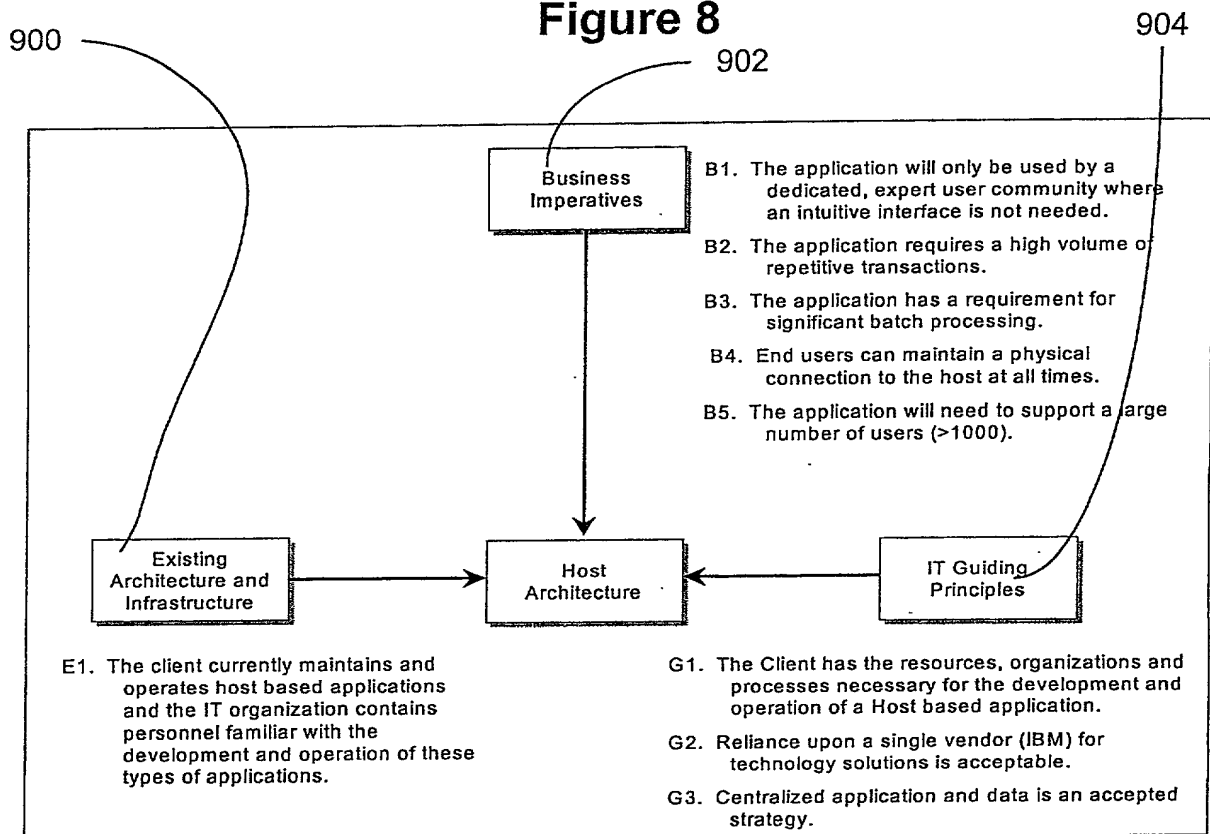 Figure 8
900
902
904
Business
Imperatives
B1. The application will only be used by a
dedicated, expert user community where
an intuitive interface is not needed.
B2. The application requires a high volume of
repetitive transactions.
B3. The application has a requirement for
significant batch processing.
B4. End users can maintain a physical
connection to the host at all times.
B5. The application will need to support a large
number of users (>1000).
Existing
Architecture and
Infrastructure
Host
Architecture
IT Guiding
Principles
E1. The client currently maintains and
operates host based applications
and the IT organization contains
personnel familiar with the
development and operation of these
types of applications.
G1. The Client has the resources, organizations and
processes necessary for the development and
operation of a Host based application.
G2. Reliance upon a single vendor (IBM) for
technology solutions is acceptable.
G3. Centralized application and data is an accepted
strategy.